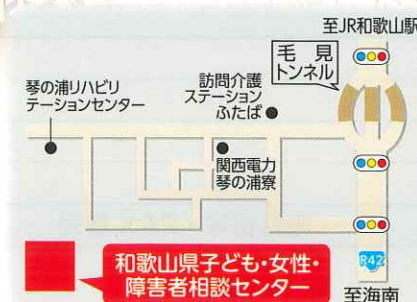 至JR和歌山駅
毛見
トンネル
琴の浦リハビリ
テーションセンター
訪問介護
ステーション
ふたば
関西電力
琴の浦寮
和歌山県子ども・女性・
障害者相談センター
R42
至海南